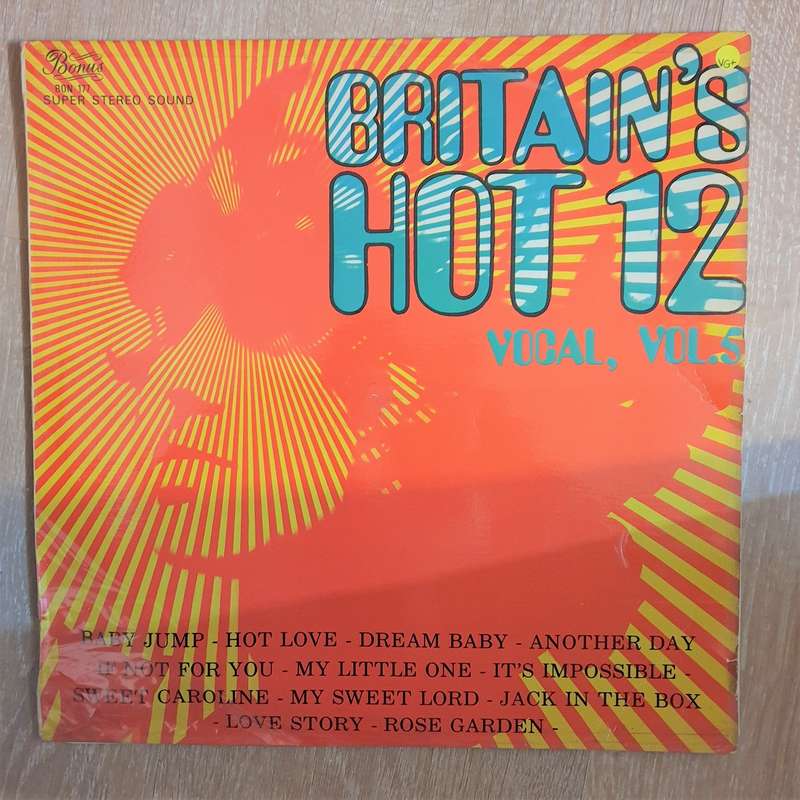 Bonus
BON 177
SUPER STEREO SOUND
VG+
BRITAIN'S
HOT 12
VOCAL, VOL.5
BABY JUMP - HOT LOVE - DREAM BABY - ANOTHER DAY
IF NOT FOR YOU - MY LITTLE ONE - IT'S IMPOSSIBLE -
SWEET CAROLINE - MY SWEET LORD - JACK IN THE BOX
- LOVE STORY - ROSE GARDEN -